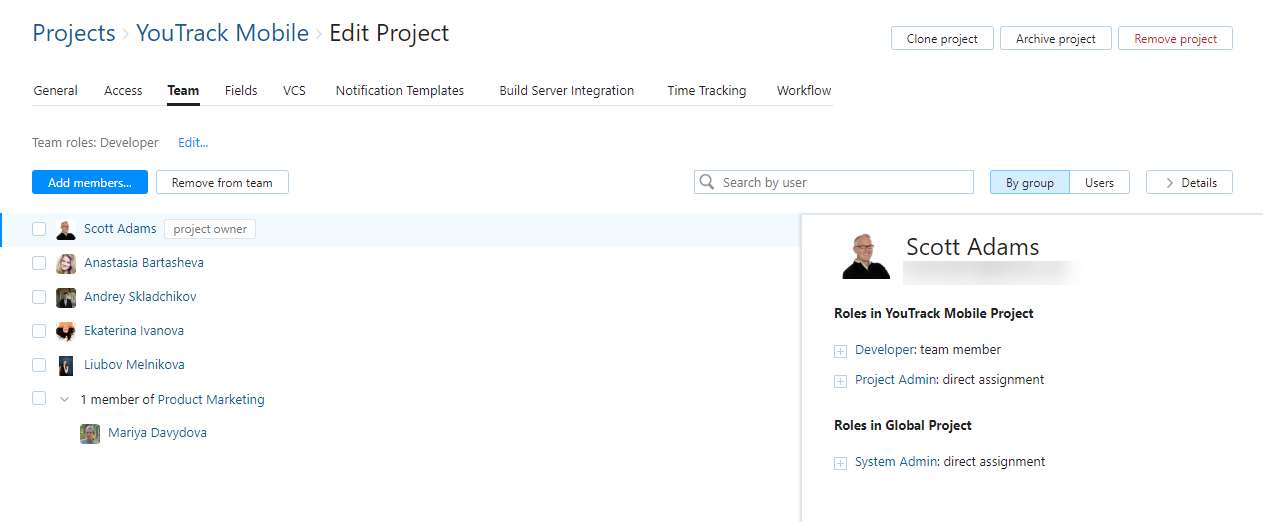 Projects › YouTrack Mobile › Edit Project
Clone project
Archive project
Remove project
General Access Team Fields VCS Notification Templates Build Server Integration Time Tracking Workflow
Team roles: Developer Edit...
Add members...
Remove from team
Search by user
By group
Users
Details
Scott Adams project owner
Anastasia Bartasheva
Andrey Skladchikov
Ekaterina Ivanova
Liubov Melnikova
1 member of Product Marketing
Mariya Davydova
Scott Adams
Roles in YouTrack Mobile Project
Developer: team member
Project Admin: direct assignment
Roles in Global Project
System Admin: direct assignment